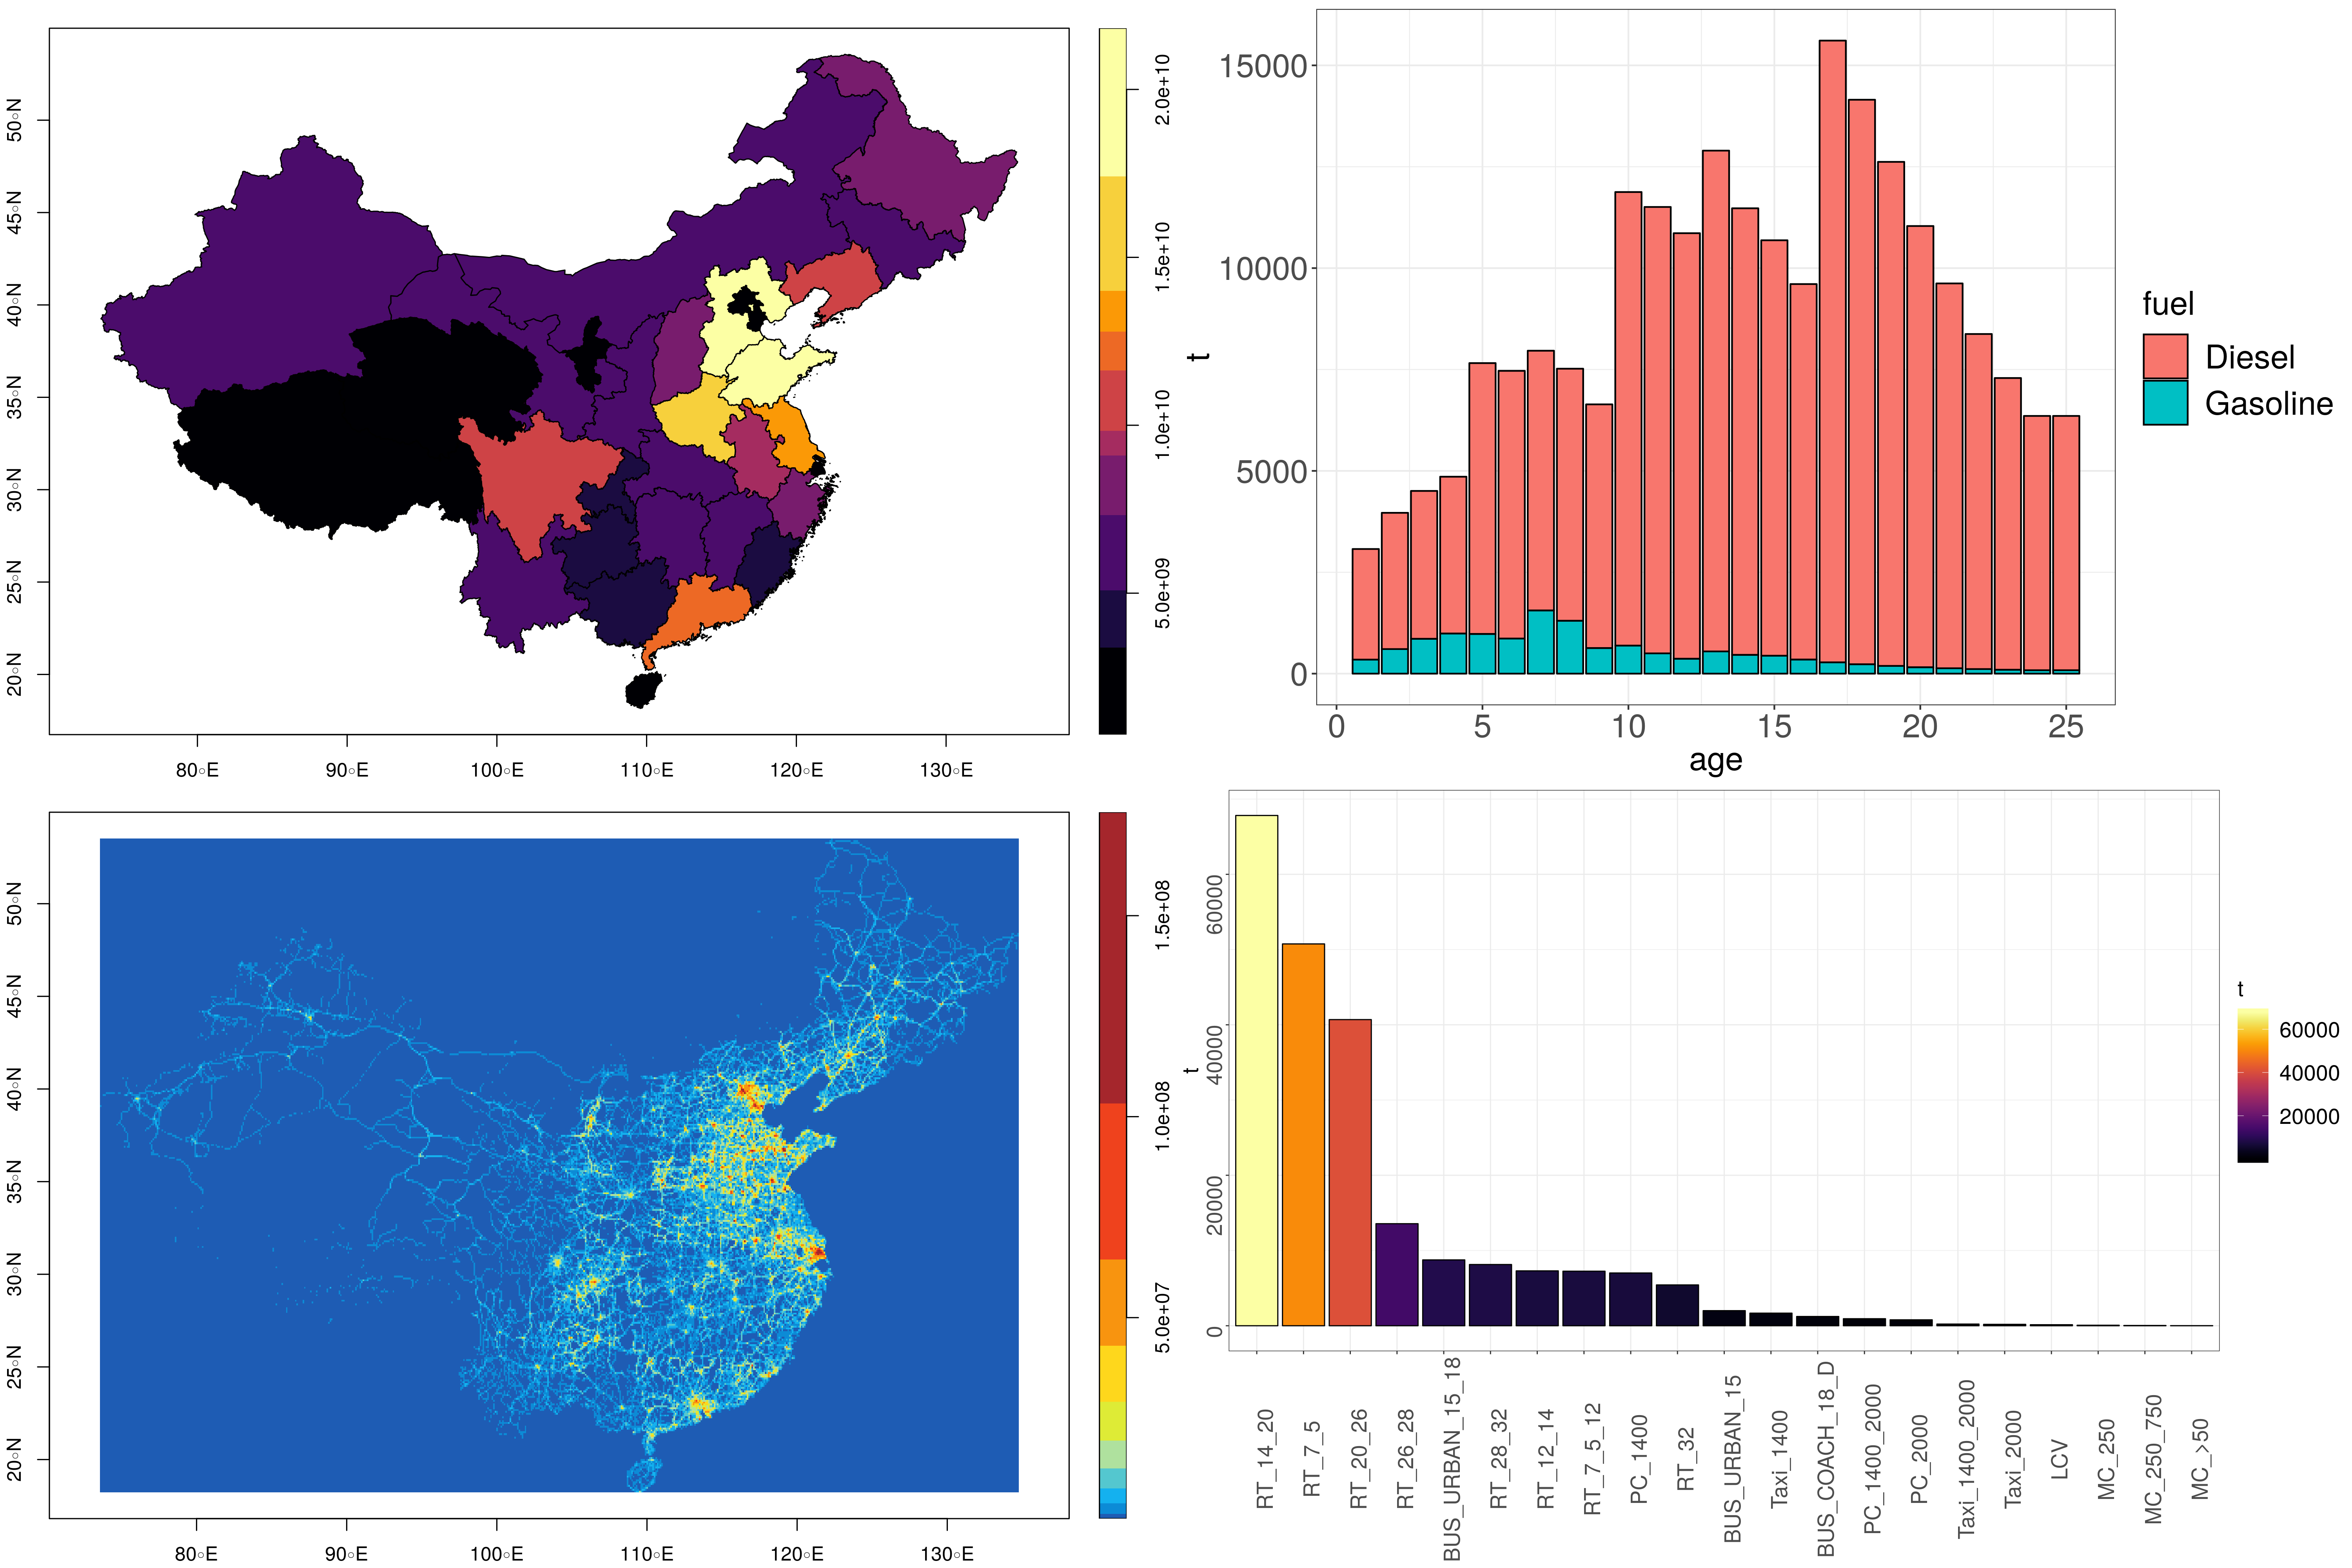 50°N
45°N
40°N
35°N
30°N
25°N
20°N
80°E 90°E 100°E 110°E 120°E 130°E
2.0e+10
1.5e+10
1.0e+10
5.0e+09
t
15000
10000
5000
0
0 5 10 15 20 25
age
fuel
Diesel
Gasoline
50°N
45°N
40°N
35°N
30°N
25°N
20°N
80°E 90°E 100°E 110°E 120°E 130°E
1.5e+08
1.0e+08
5.0e+07
t
60000
40000
20000
0
RT_14_20
RT_7_5
RT_20_26
RT_26_28
BUS_URBAN_15_18
RT_28_32
RT_12_14
RT_7_5_12
PC_1400
RT_32
BUS_URBAN_15
Taxi_1400
BUS_COACH_18_D
PC_1400_2000
PC_2000
Taxi_1400_2000
Taxi_2000
LCV
MC_250
MC_250_750
MC_>50
t
60000
40000
20000